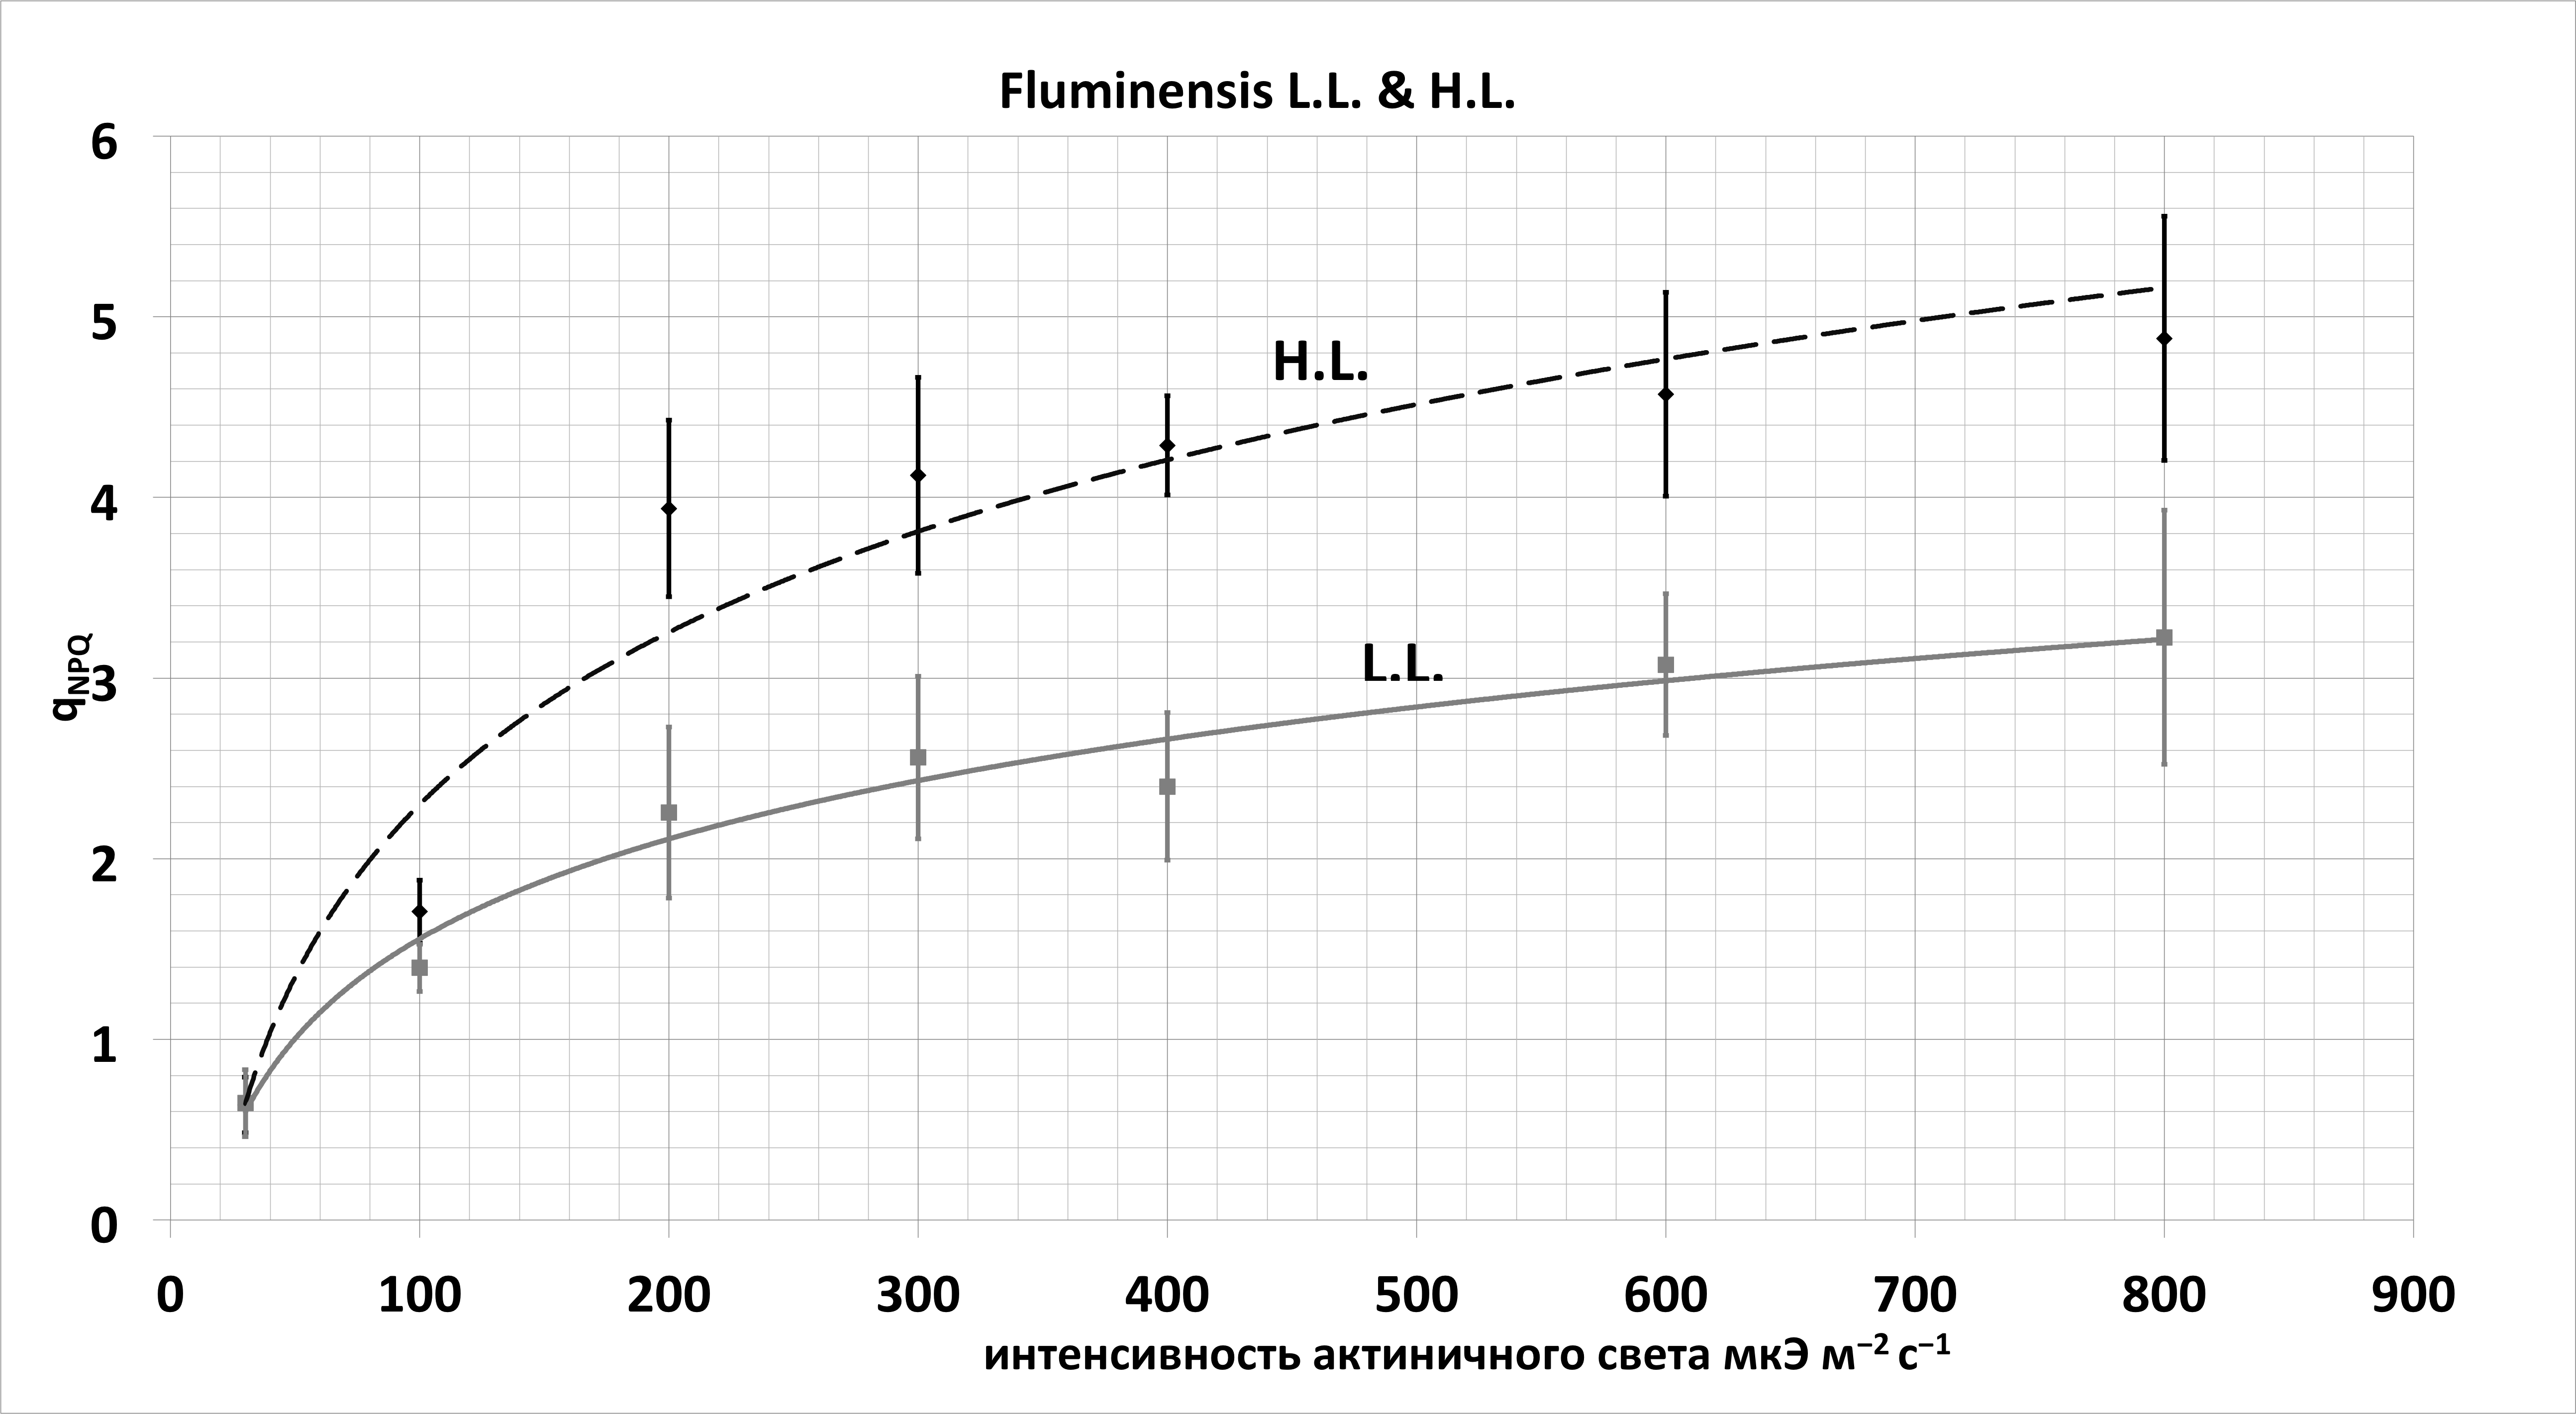 Fluminensis L.L. & H.L.
6
5
4
3
2
1
0
qNPQ
H.L.
L.L.
0 100 200 300 400 500 600 700 800 900
интенсивность актиничного света мкЭ м⁻² с⁻¹